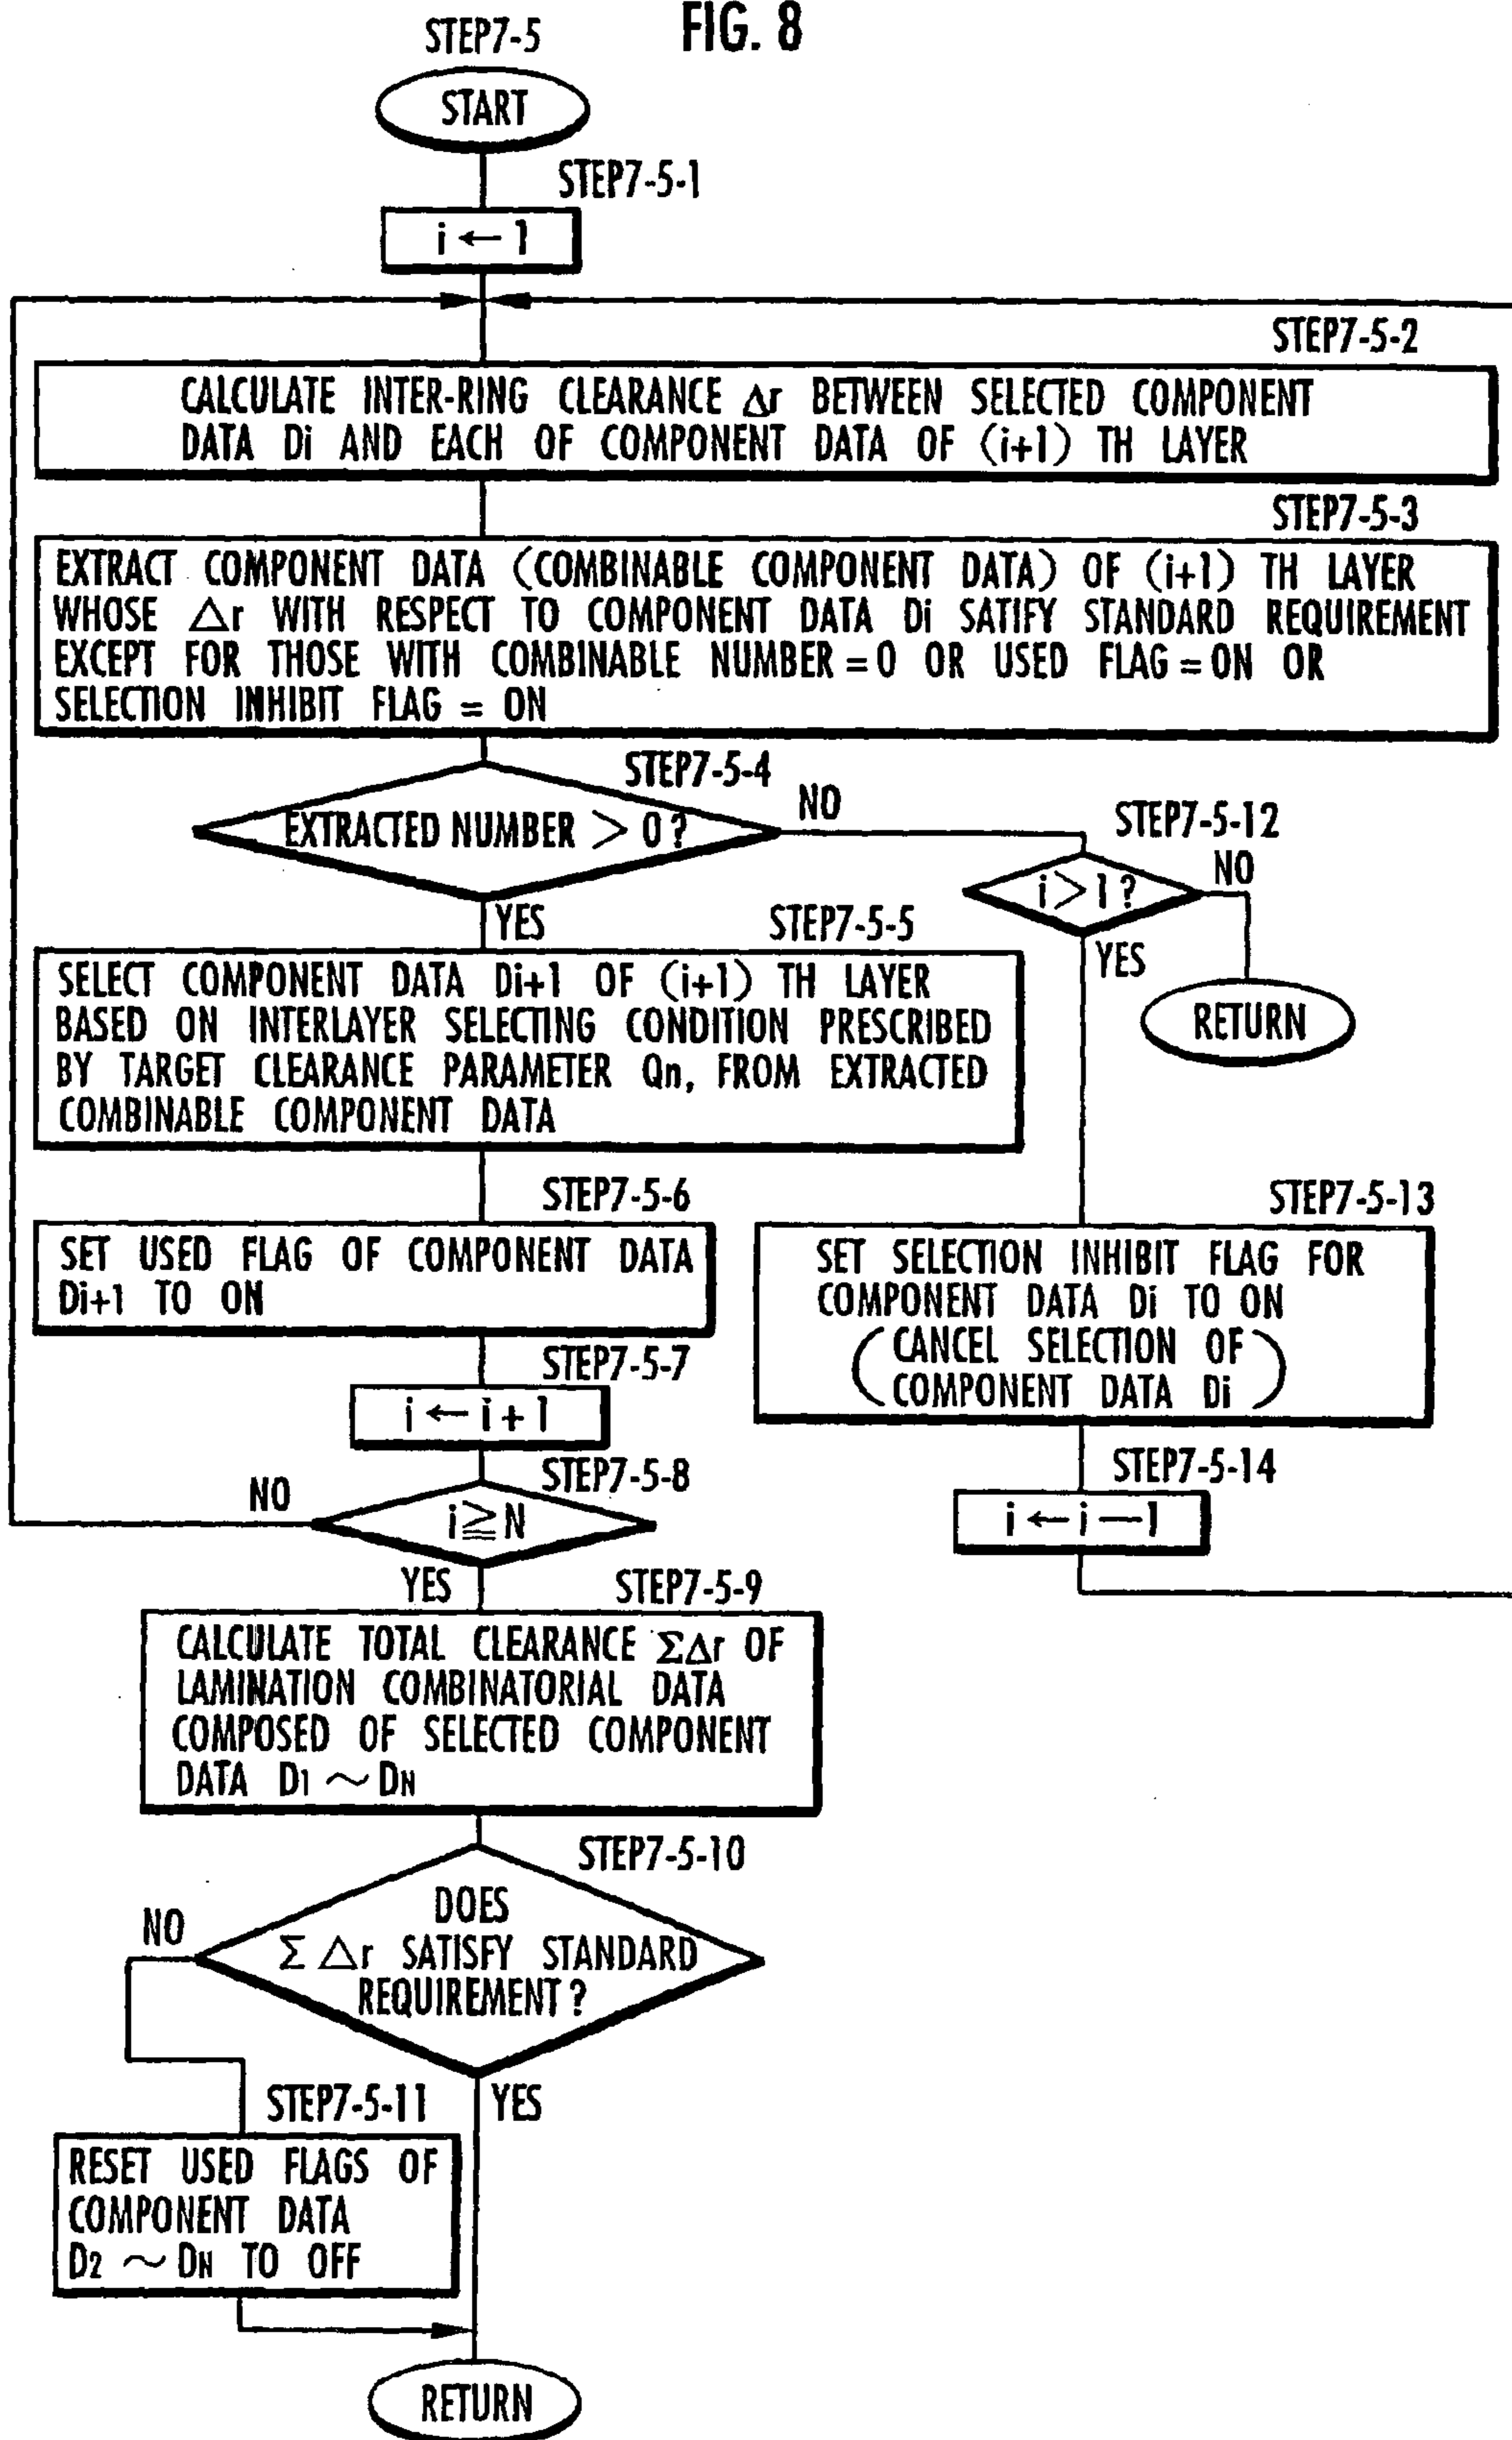 FIG. 8
STEP7-5
START
STEP7-5-1
i ← 1
STEP7-5-2
CALCULATE INTER-RING CLEARANCE Δr BETWEEN SELECTED COMPONENT
DATA Di AND EACH OF COMPONENT DATA OF (i+1) TH LAYER
STEP7-5-3
EXTRACT COMPONENT DATA (COMBINABLE COMPONENT DATA) OF (i+1) TH LAYER
WHOSE Δr WITH RESPECT TO COMPONENT DATA Di SATIFY STANDARD REQUIREMENT
EXCEPT FOR THOSE WITH COMBINABLE NUMBER = 0 OR USED FLAG = ON OR
SELECTION INHIBIT FLAG = ON
STEP7-5-4
EXTRACTED NUMBER > 0 ?
NO
YES
STEP7-5-12
i > 1 ?
NO
YES
RETURN
STEP7-5-5
SELECT COMPONENT DATA Di+1 OF (i+1) TH LAYER
BASED ON INTERLAYER SELECTING CONDITION PRESCRIBED
BY TARGET CLEARANCE PARAMETER Qn, FROM EXTRACTED
COMBINABLE COMPONENT DATA
STEP7-5-6
SET USED FLAG OF COMPONENT DATA
Di+1 TO ON
STEP7-5-13
SET SELECTION INHIBIT FLAG FOR
COMPONENT DATA Di TO ON
(CANCEL SELECTION OF
COMPONENT DATA Di)
STEP7-5-7
i ← i + 1
STEP7-5-14
i ← i — 1
STEP7-5-8
i ≧ N
NO
YES
STEP7-5-9
CALCULATE TOTAL CLEARANCE ΣΔr OF
LAMINATION COMBINATORIAL DATA
COMPOSED OF SELECTED COMPONENT
DATA D1 ~ DN
STEP7-5-10
DOES
Σ Δr SATISFY STANDARD
REQUIREMENT ?
NO
YES
STEP7-5-11
RESET USED FLAGS OF
COMPONENT DATA
D2 ~ DN TO OFF
RETURN